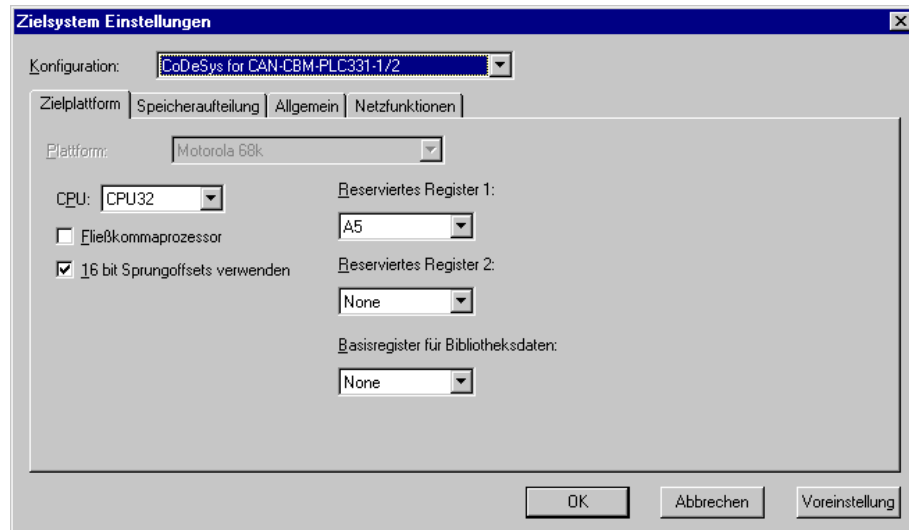 Zielsystem Einstellungen
Konfiguration: CoDeSys for CAN-CBM-PLC331-1/2
Zielplattform Speicheraufteilung Allgemein Netzfunktionen
Plattform: Motorola 68k
CPU: CPU32
Fließkommaprozessor
16 bit Sprungoffsets verwenden
Reserviertes Register 1:
A5
Reserviertes Register 2:
None
Basisregister für Bibliotheksdaten:
None
OK Abbrechen Voreinstellung